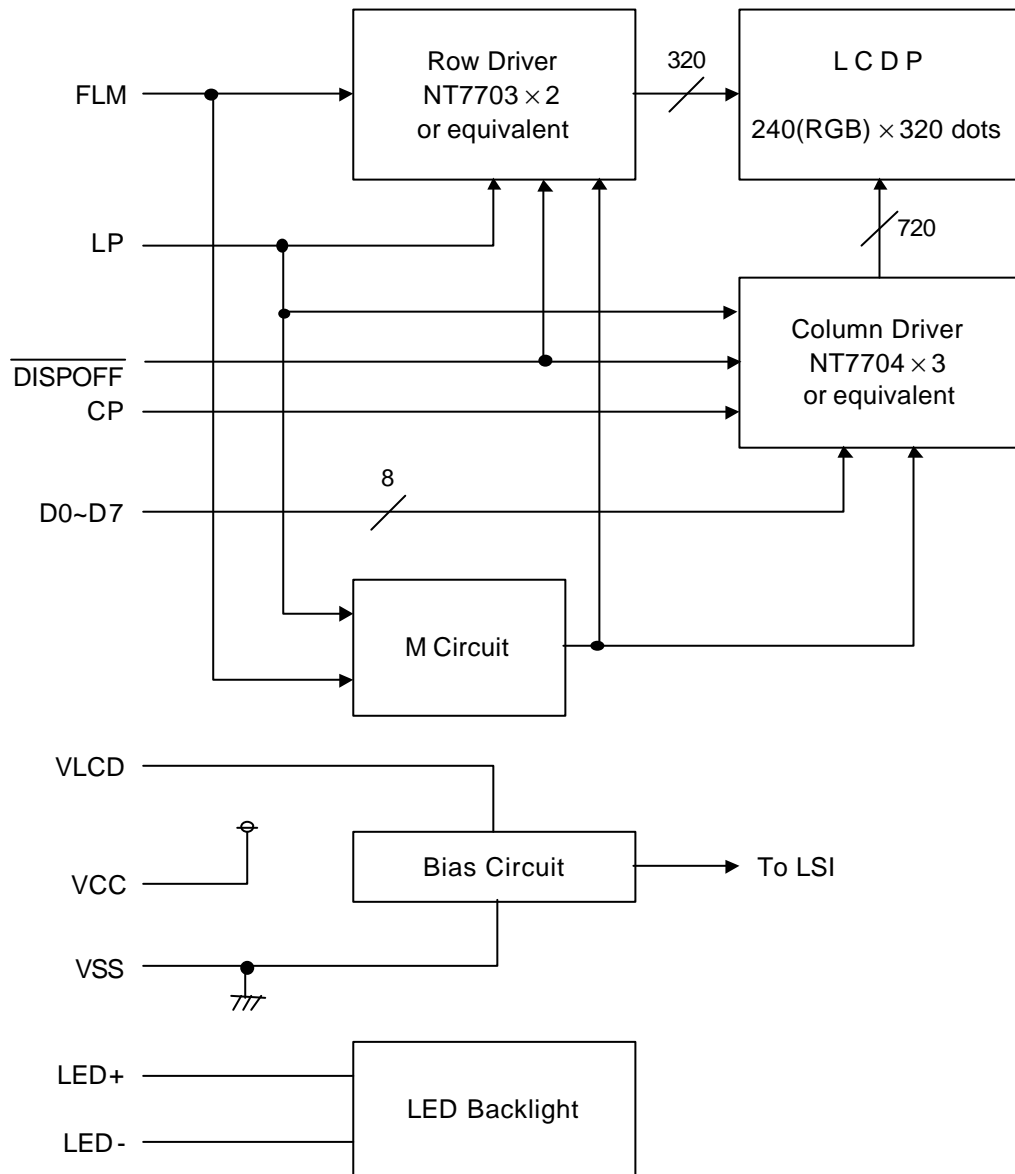 FLM
Row Driver
NT7703 × 2
or equivalent
320
L C D P
240(RGB) × 320 dots
LP
720
DISPOFF
CP
Column Driver
NT7704 × 3
or equivalent
8
D0~D7
M Circuit
VLCD
Bias Circuit
To LSI
VCC
VSS
LED+
LED Backlight
LED-